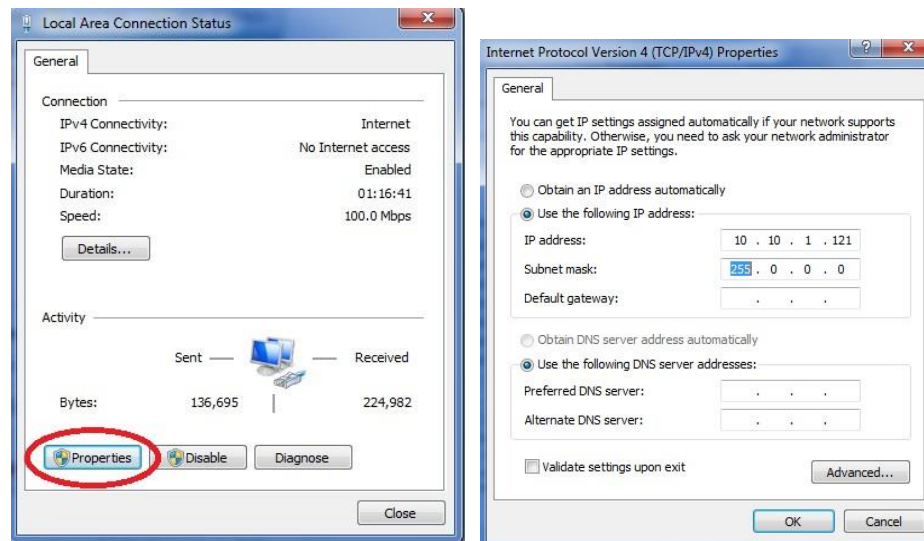 Local Area Connection Status
General
Connection
IPv4 Connectivity: Internet
IPv6 Connectivity: No Internet access
Media State: Enabled
Duration: 01:16:41
Speed: 100.0 Mbps
Details...
Activity
Sent Received
Bytes: 136,695 224,982
Properties Disable Diagnose
Close
Internet Protocol Version 4 (TCP/IPv4) Properties
General
You can get IP settings assigned automatically if your network supports
this capability. Otherwise, you need to ask your network administrator
for the appropriate IP settings.
Obtain an IP address automatically
Use the following IP address:
IP address: 10 . 10 . 1 . 121
Subnet mask: 255 . 0 . 0 . 0
Default gateway: . . .
Obtain DNS server address automatically
Use the following DNS server addresses:
Preferred DNS server: . . .
Alternate DNS server: . . .
Validate settings upon exit Advanced...
OK Cancel